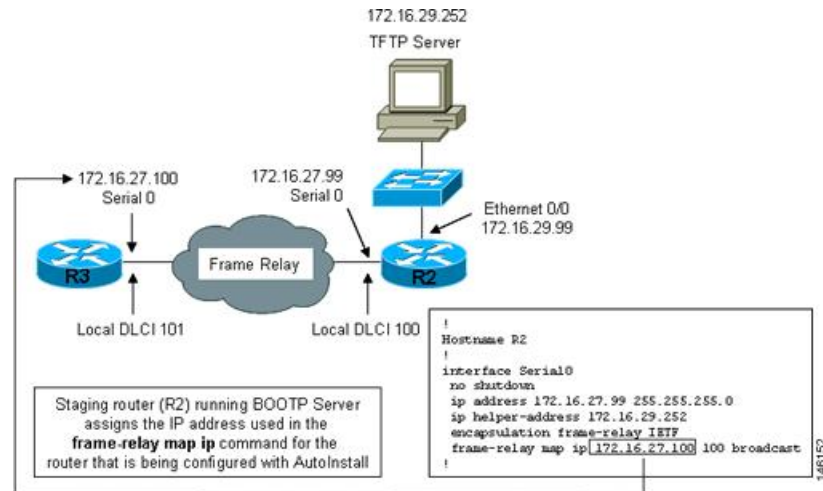 172.16.29.252
TFTP Server
172.16.27.100
Serial 0
172.16.27.99
Serial 0
Ethernet 0/0
172.16.29.99
R3
Frame Relay
R2
Local DLCI 101
Local DLCI 100
Staging router (R2) running BOOTP Server
assigns the IP address used in the
frame-relay map ip command for the
router that is being configured with AutoInstall
!
Hostname R2
!
interface Serial0
no shutdown
ip address 172.16.27.99 255.255.255.0
ip helper-address 172.16.29.252
encapsulation frame-relay IETF
frame-relay map ip 172.16.27.100 100 broadcast
!
146152